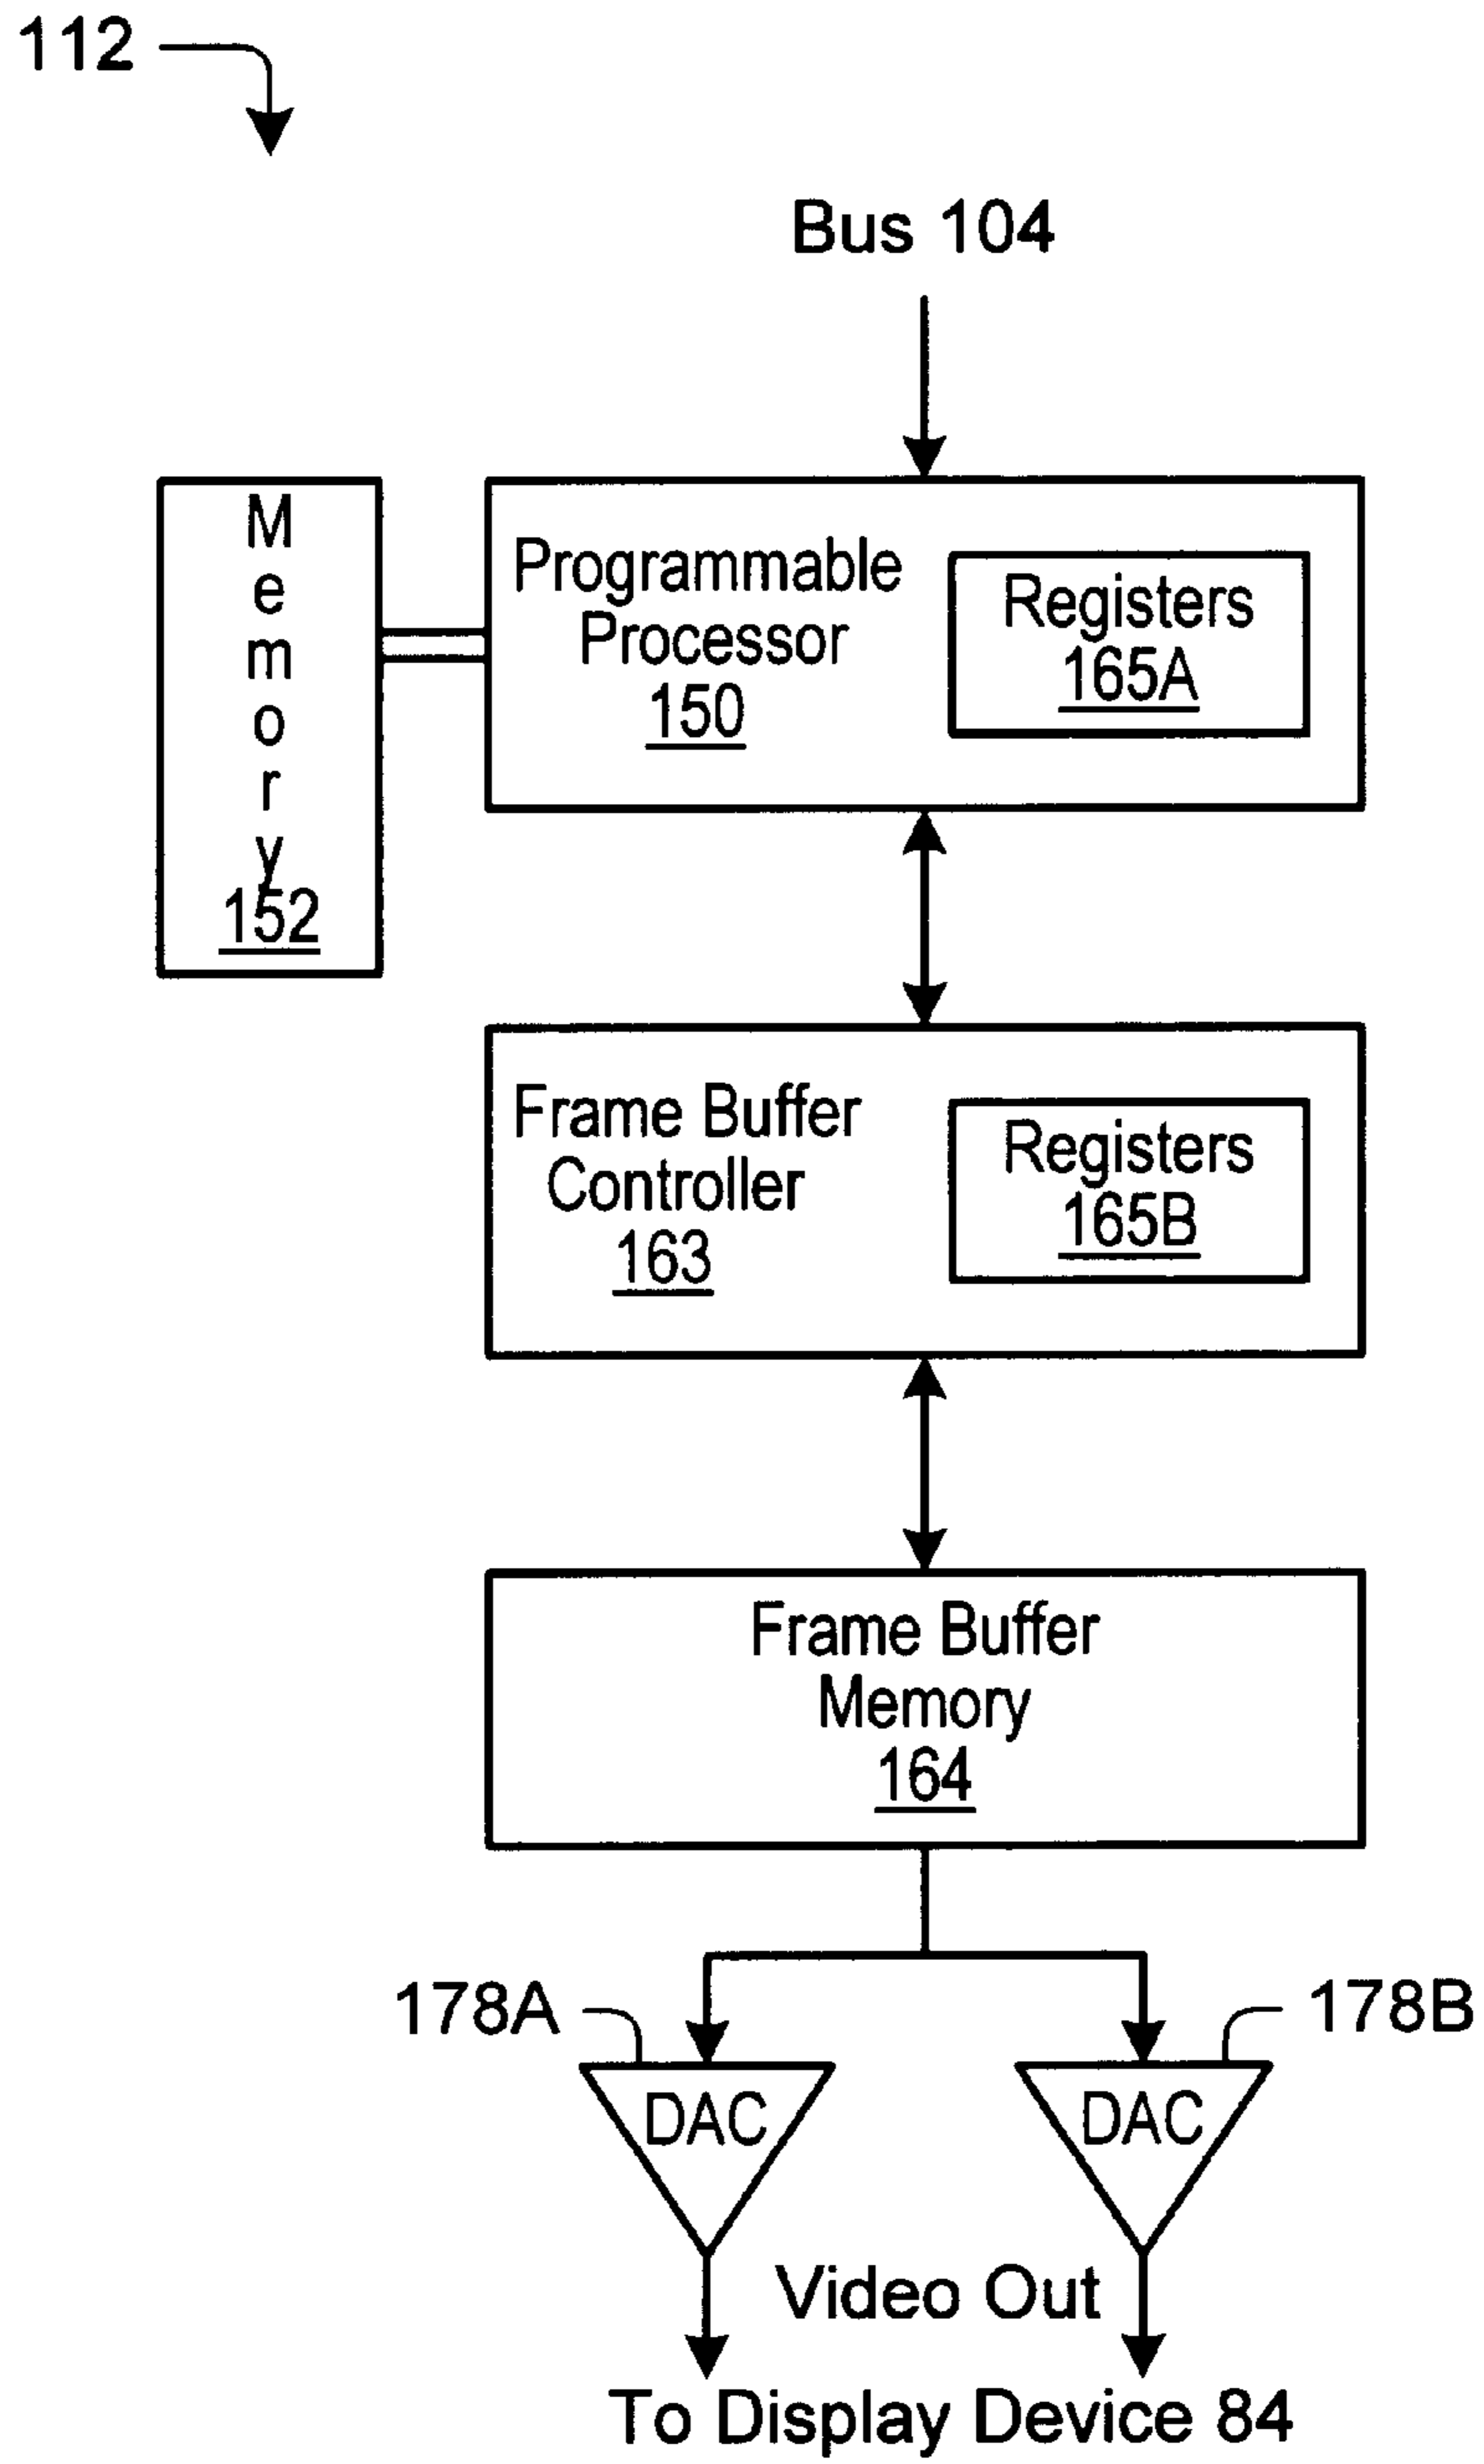 112
Bus 104
Memory
152
Programmable
Processor
150
Registers
165A
Frame Buffer
Controller
163
Registers
165B
Frame Buffer
Memory
164
178A
178B
DAC
DAC
Video Out
To Display Device 84